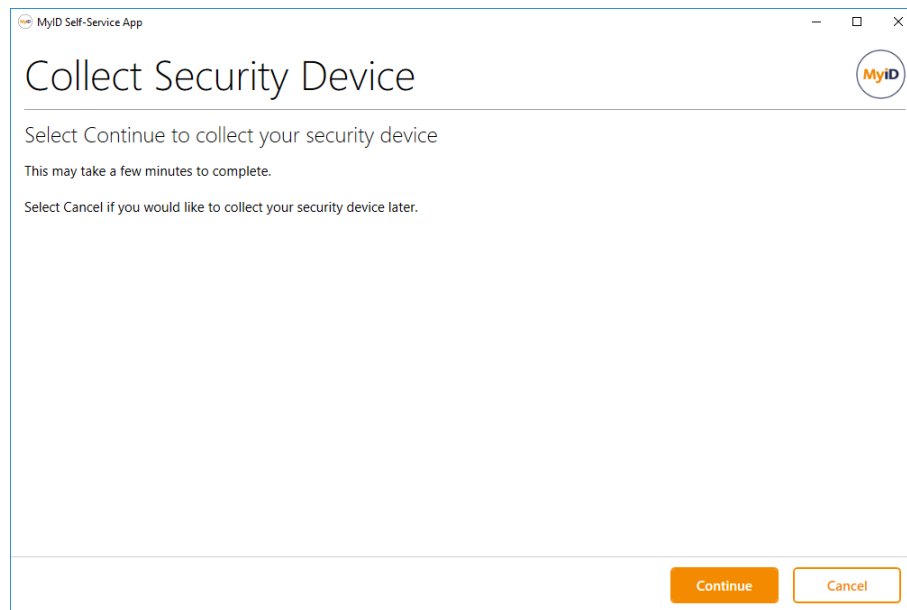 MyID Self-Service App
Collect Security Device
MyiD
Select Continue to collect your security device
This may take a few minutes to complete.
Select Cancel if you would like to collect your security device later.
Continue
Cancel